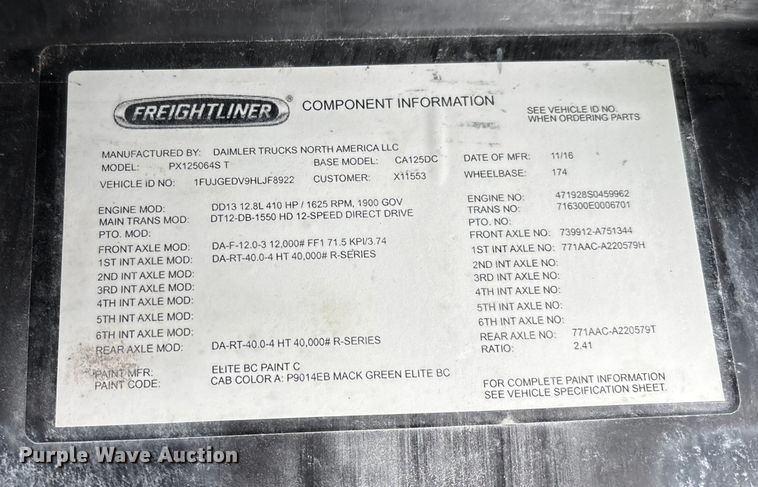 FREIGHTLINER® COMPONENT INFORMATION
SEE VEHICLE ID NO.
WHEN ORDERING PARTS
MANUFACTURED BY: DAIMLER TRUCKS NORTH AMERICA LLC
MODEL: PX125064S T BASE MODEL: CA125DC DATE OF MFR: 11/16
VEHICLE ID NO: 1FUJGEDV9HLJF8922 CUSTOMER: X11553 WHEELBASE: 174
ENGINE MOD: DD13 12.8L 410 HP / 1625 RPM, 1900 GOV ENGINE NO: 471928S0459962
MAIN TRANS MOD: DT12-DB-1550 HD 12-SPEED DIRECT DRIVE TRANS NO: 716300E0006701
PTO. MOD: PTO. NO:
FRONT AXLE MOD: DA-F-12.0-3 12,000# FF1 71.5 KPI/3.74 FRONT AXLE NO: 739912-A751344
1ST INT AXLE MOD: DA-RT-40.0-4 HT 40,000# R-SERIES 1ST INT AXLE NO: 771AAC-A220579H
2ND INT AXLE MOD: 2ND INT AXLE NO:
3RD INT AXLE MOD: 3RD INT AXLE NO:
4TH INT AXLE MOD: 4TH INT AXLE NO:
5TH INT AXLE MOD: 5TH INT AXLE NO:
6TH INT AXLE MOD: 6TH INT AXLE NO:
REAR AXLE MOD: DA-RT-40.0-4 HT 40,000# R-SERIES REAR AXLE NO: 771AAC-A220579T
RATIO: 2.41
PAINT MFR: ELITE BC PAINT C
PAINT CODE: CAB COLOR A: P9014EB MACK GREEN ELITE BC
FOR COMPLETE PAINT INFORMATION
SEE VEHICLE SPECIFICATION SHEET.
Purple Wave Auction